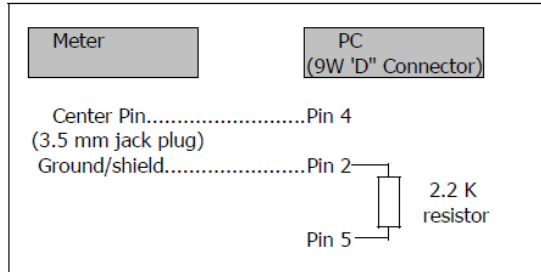 Meter PC
(9W 'D" Connector)
Center Pin..........................Pin 4
(3.5 mm jack plug)
Ground/shield.......................Pin 2
2.2 K
resistor
Pin 5